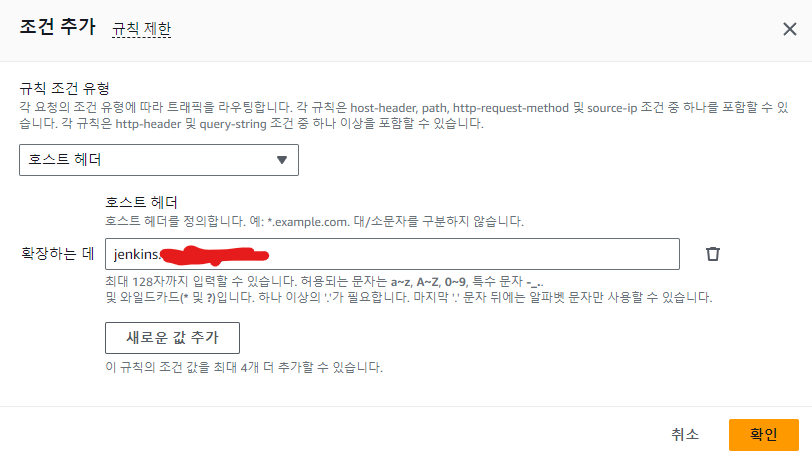 조건 추가 규칙 제한
규칙 조건 유형
각 요청의 조건 유형에 따라 트래픽을 라우팅합니다. 각 규칙은 host-header, path, http-request-method 및 source-ip 조건 중 하나를 포함할 수 있
습니다. 각 규칙은 http-header 및 query-string 조건 중 하나 이상을 포함할 수 있습니다.
호스트 헤더
호스트 헤더
호스트 헤더를 정의합니다. 예: *.example.com. 대/소문자를 구분하지 않습니다.
확장하는 데 jenkins.
최대 128자까지 입력할 수 있습니다. 허용되는 문자는 a~z, A~Z, 0~9, 특수 문자 -_..
및 와일드카드(* 및 ?)입니다. 하나 이상의 '.'가 필요합니다. 마지막 '.' 문자 뒤에는 알파벳 문자만 사용할 수 있습니다.
새로운 값 추가
이 규칙의 조건 값을 최대 4개 더 추가할 수 있습니다.
취소 확인